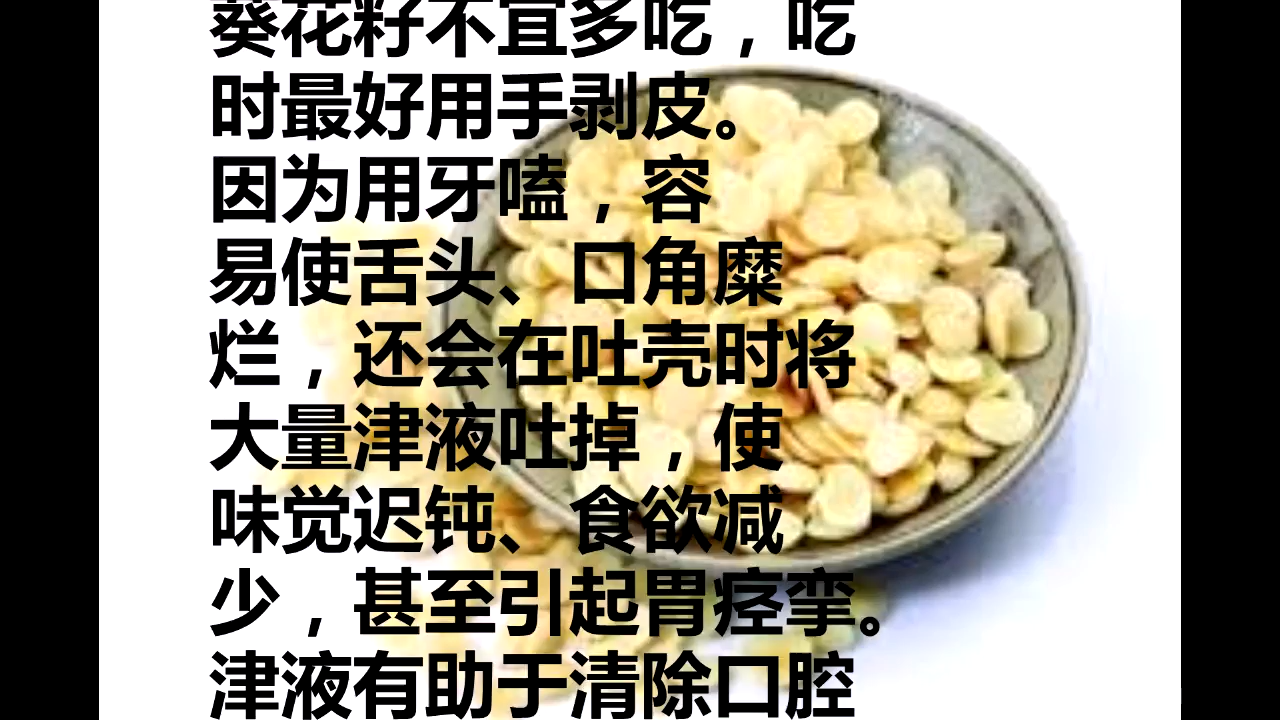 葵花籽不宜多吃，吃
时最好用手剥皮。
因为用牙嗑，容
易使舌头、口角糜
烂，还会在吐壳时将
大量津液吐掉，使
味觉迟钝、食欲减
少，甚至引起胃痉挛。
津液有助于清除口腔